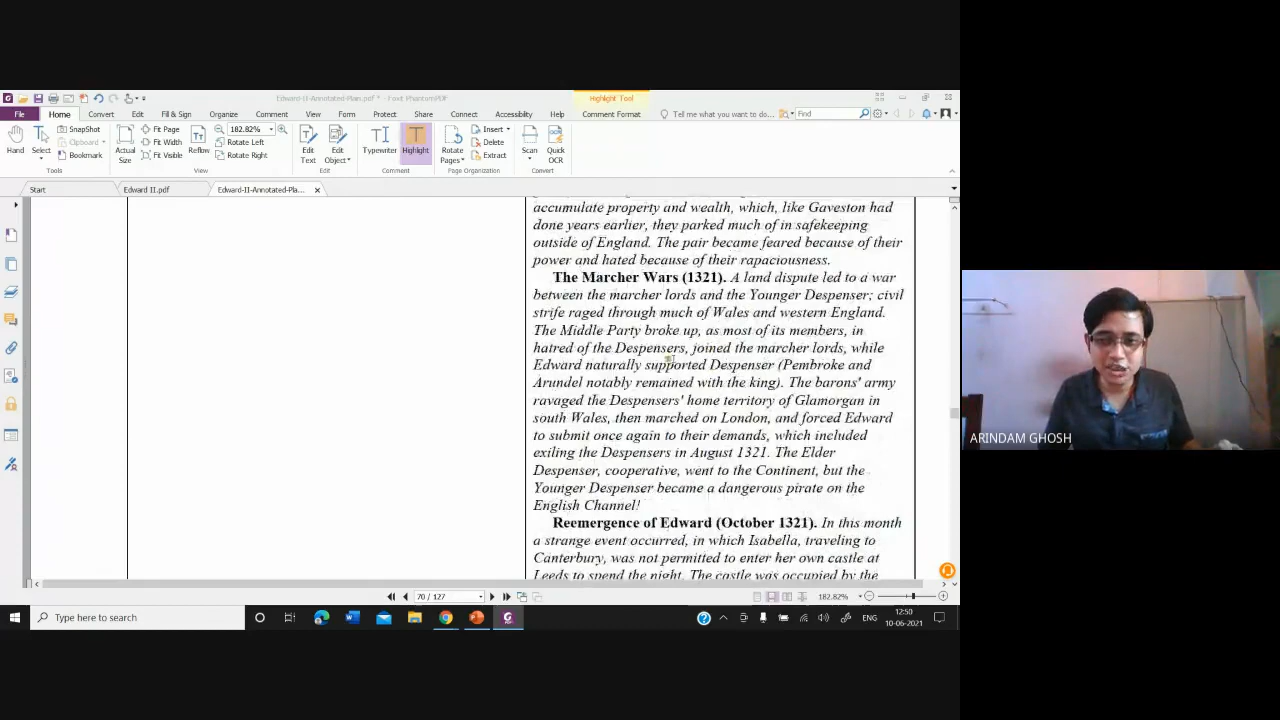 Edward-II-Annotated-Plais.pdf * - Foxit PhantomPDF
Highlight Tool
File
Home
Convert
Edit
Fill & Sign
Organize
Comment
View
Form
Protect
Share
Connect
Accessibility
Help
Comment Format
Tell me what you want to do...
Find
Hand
Select
SnapShot
Clipboard
Bookmark
Tools
Actual
Size
Fit Page
Fit Width
Fit Visible
Reflow
182.82%
Rotate Left
Rotate Right
View
Edit
Text
Edit
Object
Typewriter
Highlight
Comment
Rotate
Pages
Insert
Delete
Extract
Page Organization
Scan
Quick
OCR
Convert
Start
Edward II.pdf
Edward-II-Annotated-Pla...
accumulate property and wealth, which, like Gaveston had
done years earlier, they parked much of in safekeeping
outside of England. The pair became feared because of their
power and hated because of their rapaciousness.
The Marcher Wars (1321). A land dispute led to a war
between the marcher lords and the Younger Despenser; civil
strife raged through much of Wales and western England.
The Middle Party broke up, as most of its members, in
hatred of the Despensers, joined the marcher lords, while
Edward naturally supported Despenser (Pembroke and
Arundel notably remained with the king). The barons' army
ravaged the Despensers' home territory of Glamorgan in
south Wales, then marched on London, and forced Edward
to submit once again to their demands, which included
exiling the Despensers in August 1321. The Elder
Despenser, cooperative, went to the Continent, but the
Younger Despenser became a dangerous pirate on the
English Channel!
Reemergence of Edward (October 1321). In this month
a strange event occurred, in which Isabella, traveling to
Canterbury, was not permitted to enter her own castle at
Leeds to spend the night. The castle was occupied by the
70 / 127
182.82%
Type here to search
ENG
12:50
10-06-2021
ARINDAM GHOSH